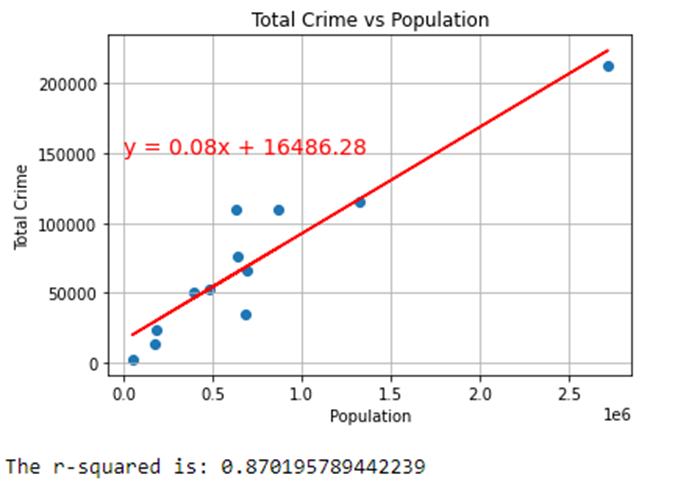 Total Crime vs Population
200000
y = 0.08x + 16486.28
150000
Total Crime
100000
50000
0
0.0 0.5 1.0 1.5 2.0 2.5
1e6
Population
The r-squared is: 0.870195789442239